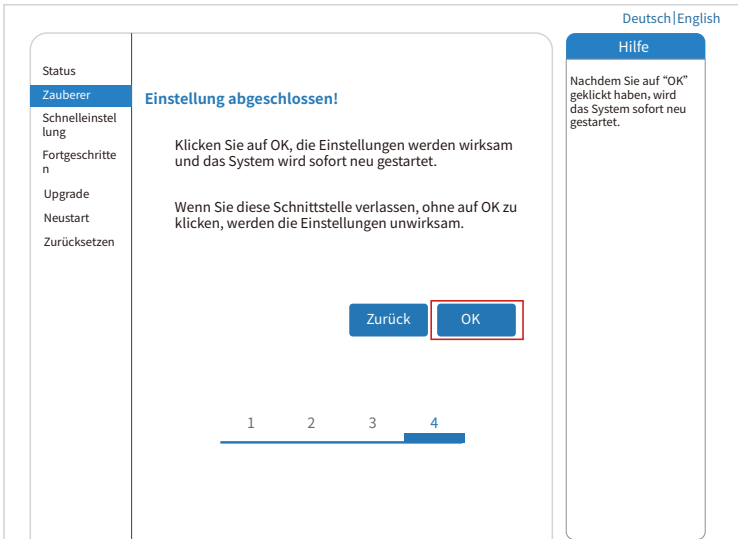 Deutsch|English
Status
Zauberer
Schnelleinstel
lung
Fortgeschritte
n
Upgrade
Neustart
Zurücksetzen
Einstellung abgeschlossen!
Klicken Sie auf OK, die Einstellungen werden wirksam
und das System wird sofort neu gestartet.
Wenn Sie diese Schnittstelle verlassen, ohne auf OK zu
klicken, werden die Einstellungen unwirksam.
Zurück OK
1 2 3 4
Hilfe
Nachdem Sie auf “OK”
geklickt haben, wird
das System sofort neu
gestartet.